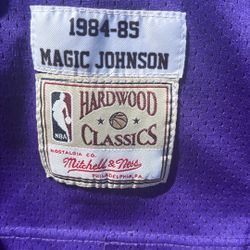 1984-85
MAGIC JOHNSON
HARDWOOD
NBA
CLASSICS
NOSTALGIA CO.
Mitchell & Ness
PHILADELPHIA, PA.